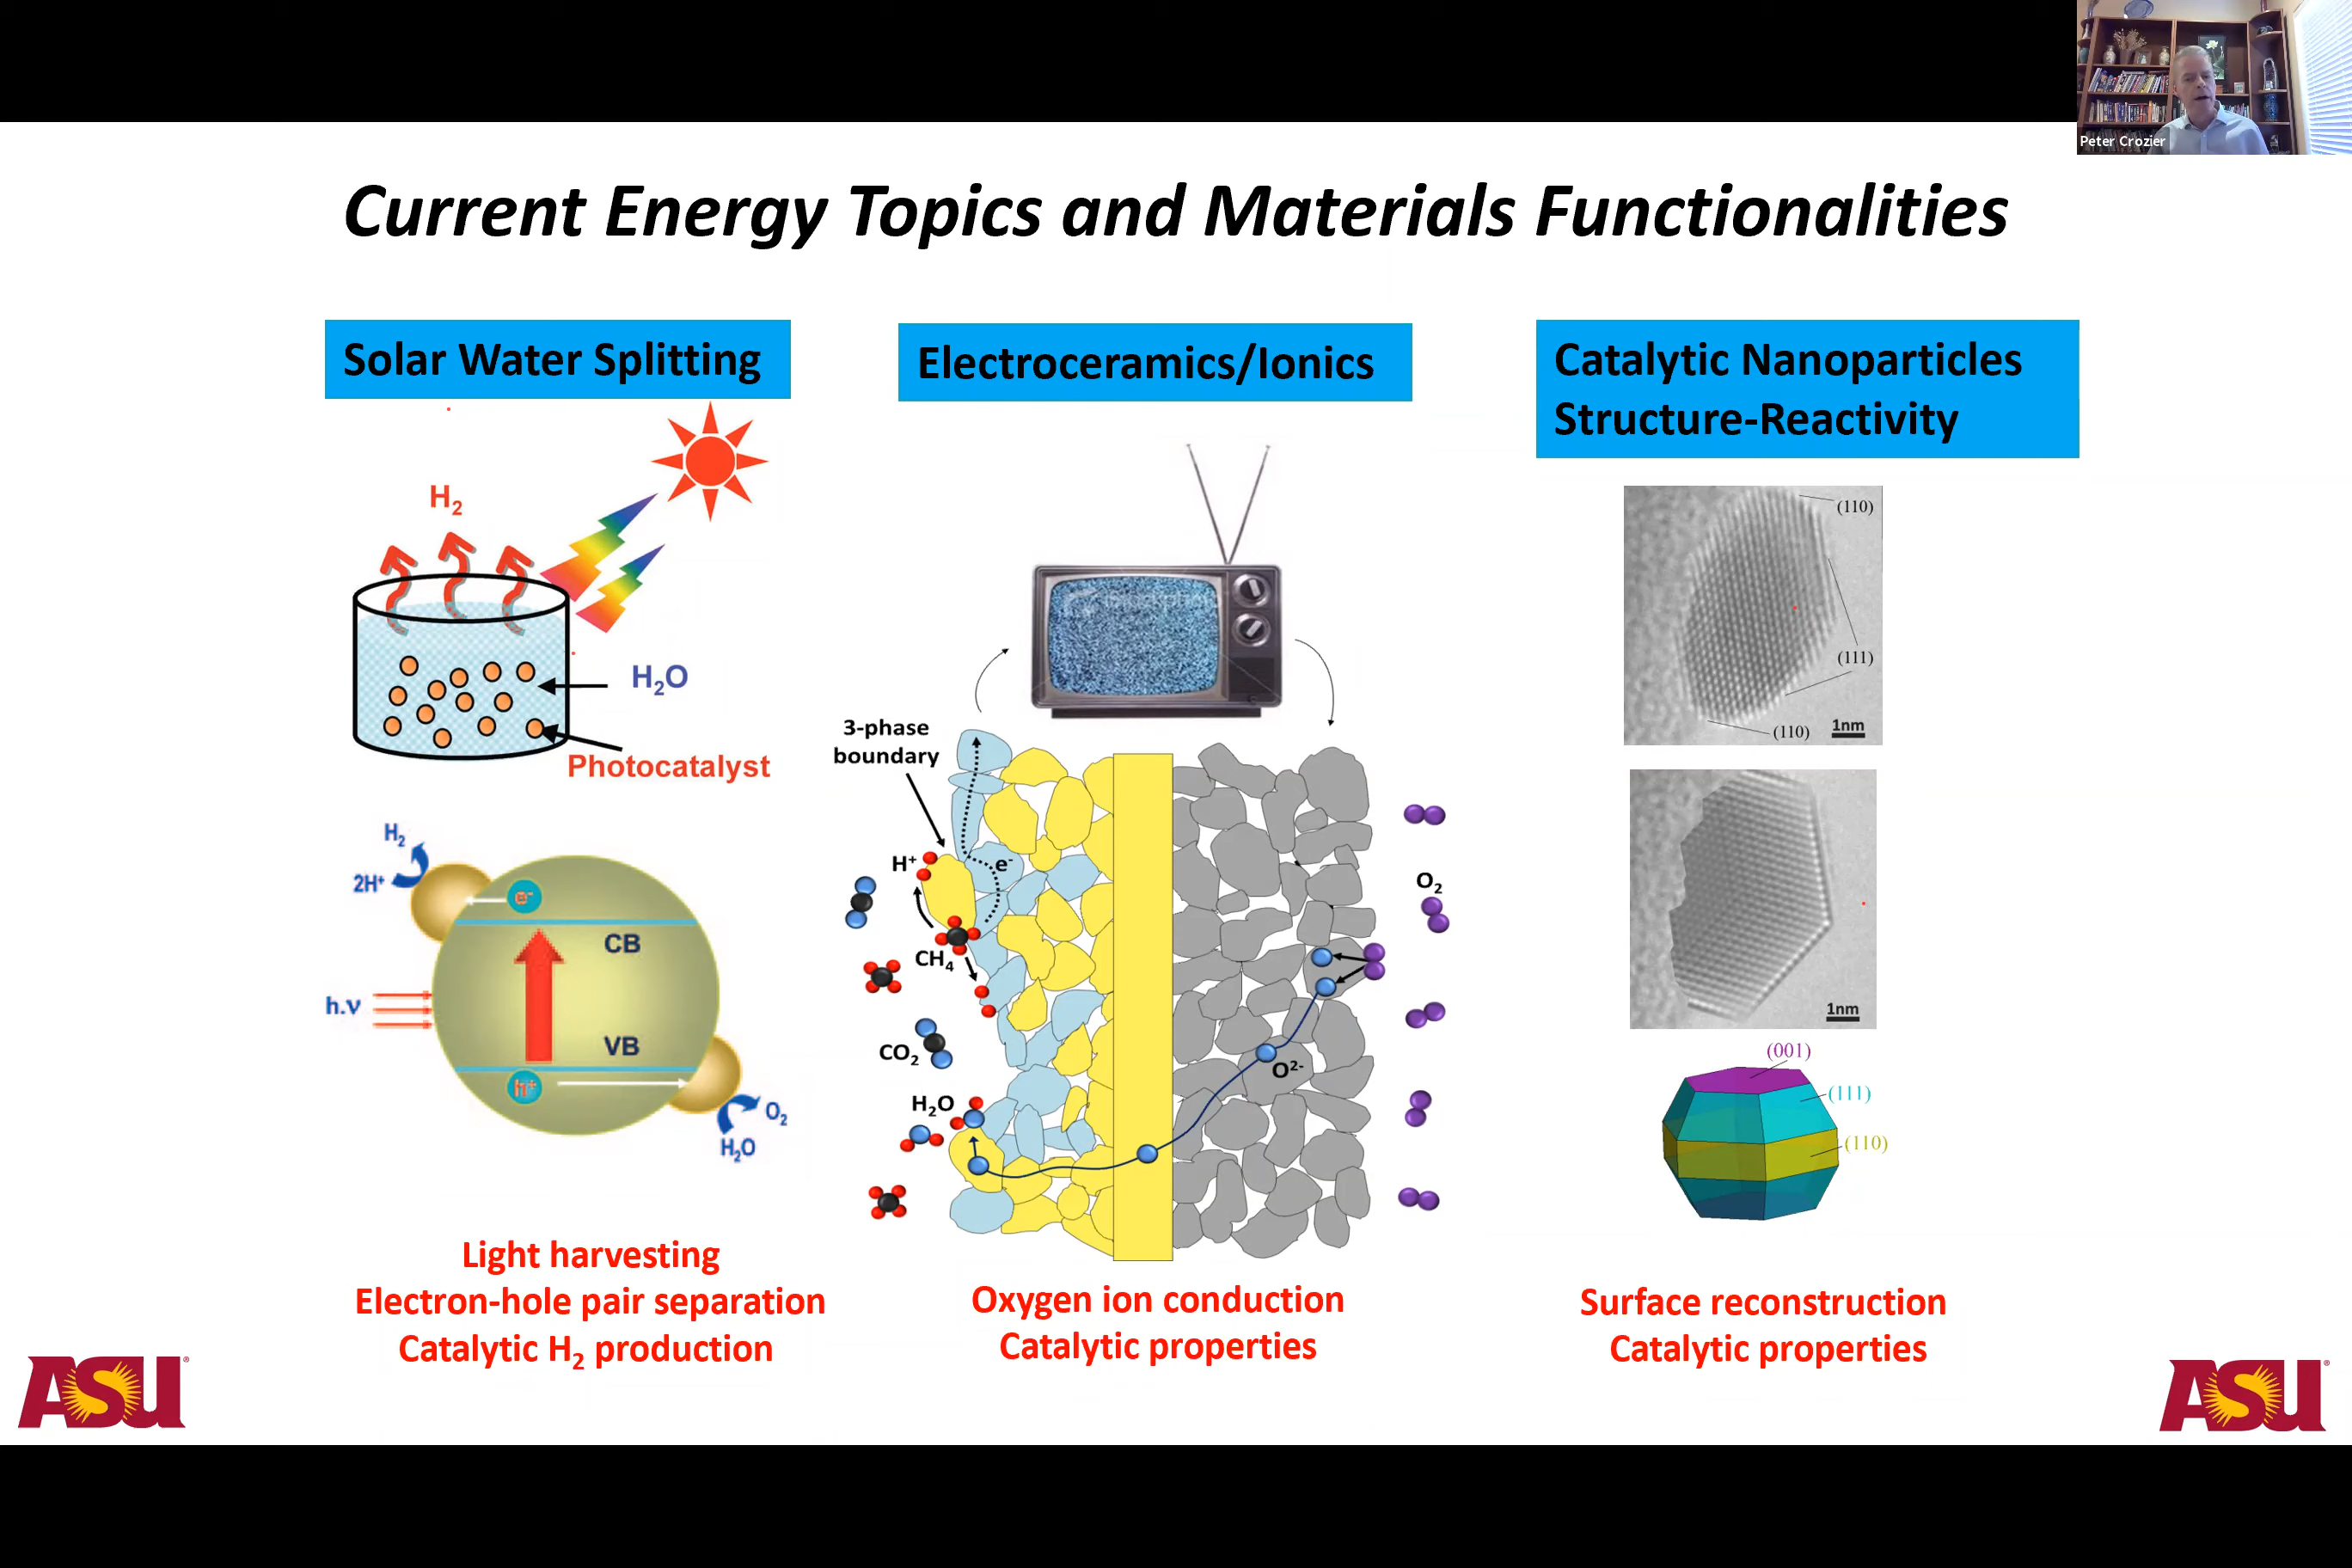 Peter Crozier
Current Energy Topics and Materials Functionalities
Solar Water Splitting
H₂
H₂O
Photocatalyst
H₂
2H⁺
e⁻
CB
h.ν
VB
h⁺
O₂
H₂O
Light harvesting
Electron-hole pair separation
Catalytic H₂ production
Electroceramics/Ionics
3-phase
boundary
H⁺
e⁻
CH₄
CO₂
H₂O
O₂
O²⁻
Oxygen ion conduction
Catalytic properties
Catalytic Nanoparticles
Structure-Reactivity
(110)
(111)
(110)
1nm
1nm
(001)
(111)
(110)
Surface reconstruction
Catalytic properties
ASU
ASU